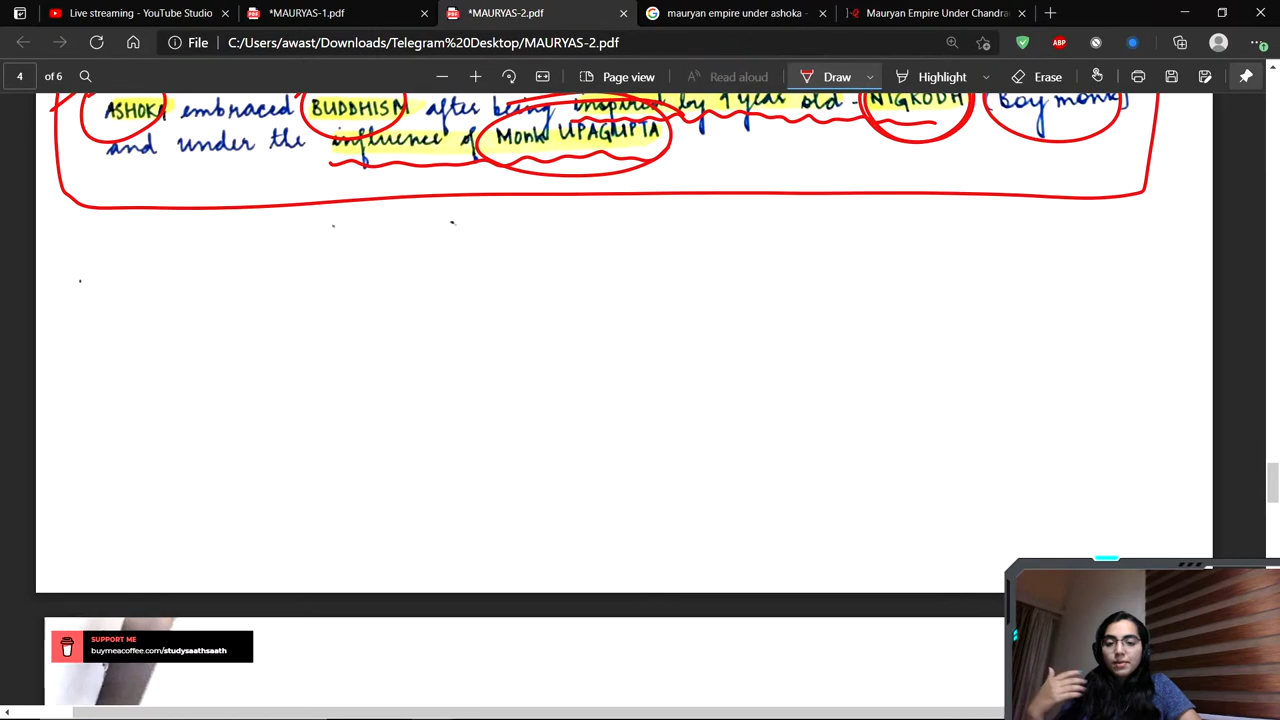 Live streaming - YouTube Studio
*MAURYAS-1.pdf
*MAURYAS-2.pdf
mauryan empire under ashoka -
Mauryan Empire Under Chandra
File
C:/Users/awast/Downloads/Telegram%20Desktop/MAURYAS-2.pdf
ABP
4 of 6
Page view
Read aloud
Draw
Highlight
Erase
ASHOKA embraced BUDDHISM after being inspired by 9 year old - NIGRODH [Boy monk]
and under the influence of Monk UPAGUPTA
SUPPORT ME
buymeacoffee.com/studysaathsaath